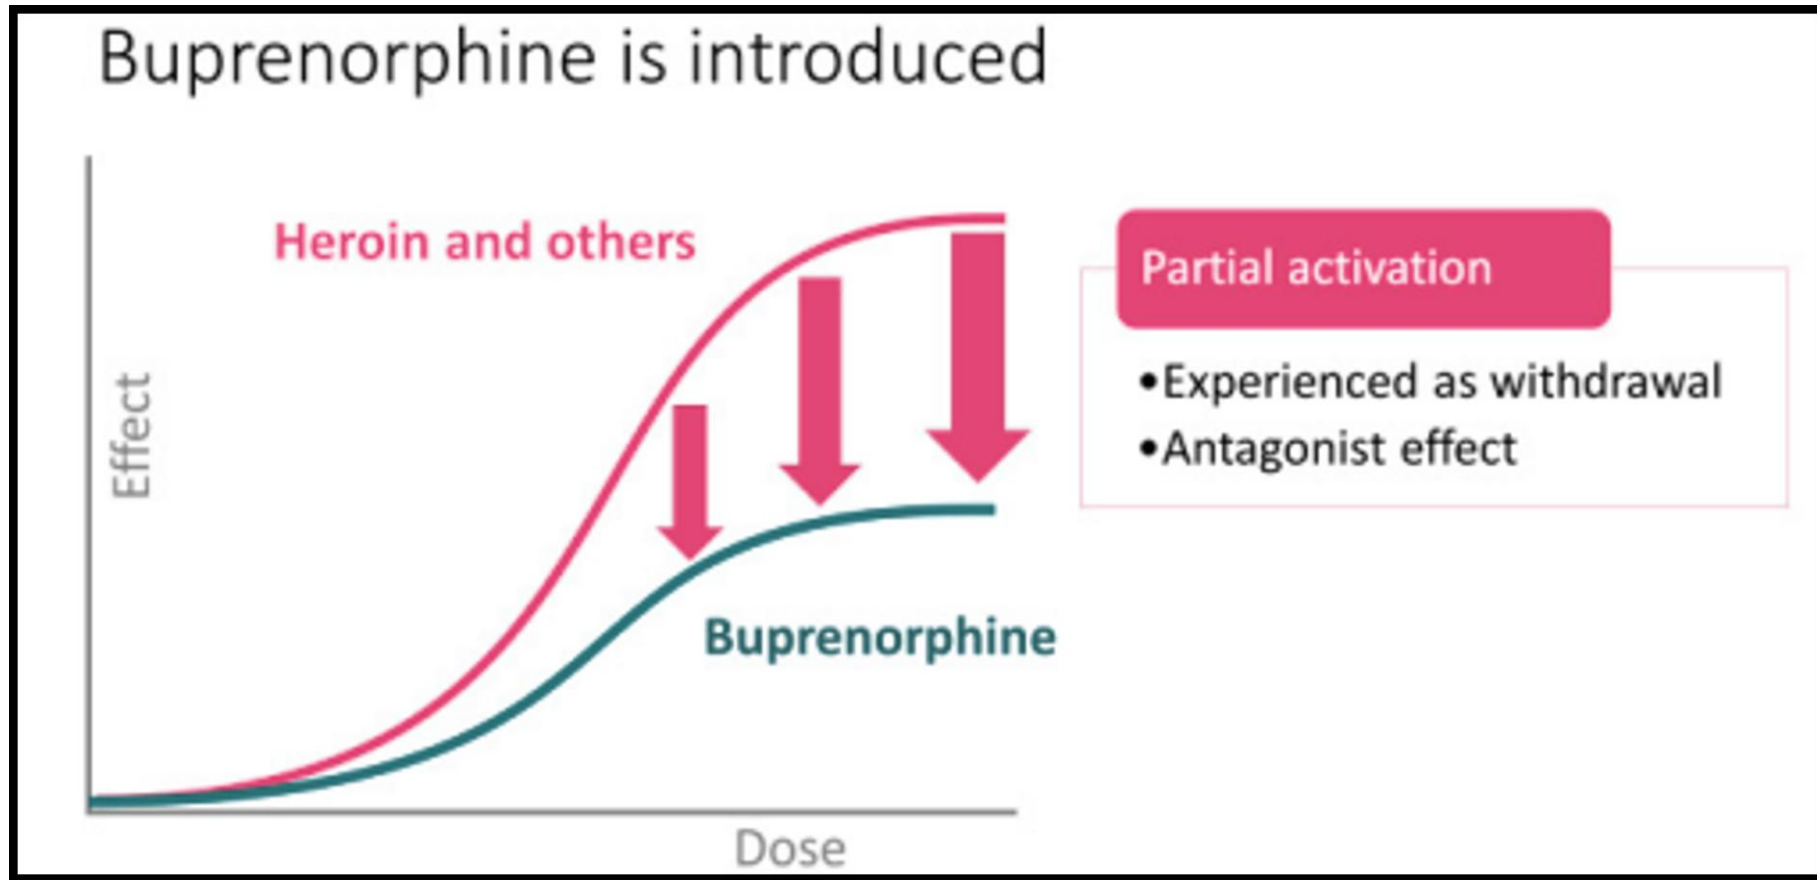 Buprenorphine is introduced
Heroin and others
Partial activation
•Experienced as withdrawal
•Antagonist effect
Effect
Buprenorphine
Dose